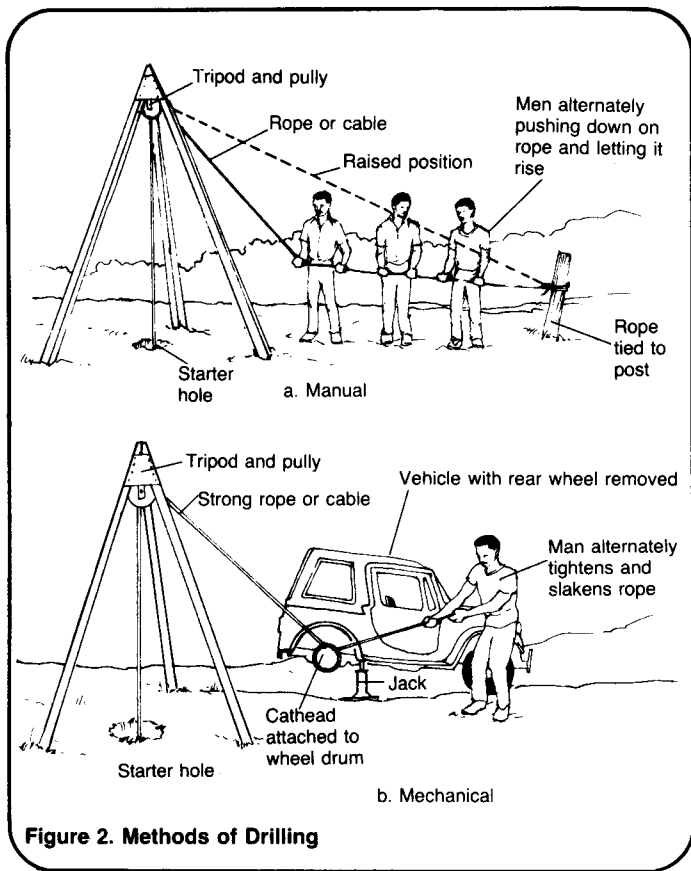 Tripod and pully
Rope or cable
Raised position
Men alternately
pushing down on
rope and letting it
rise
Starter
hole
Rope
tied to
post
a. Manual
Tripod and pully
Strong rope or cable
Vehicle with rear wheel removed
Man alternately
tightens and
slakens rope
Jack
Cathead
attached to
wheel drum
Starter hole
b. Mechanical
Figure 2. Methods of Drilling